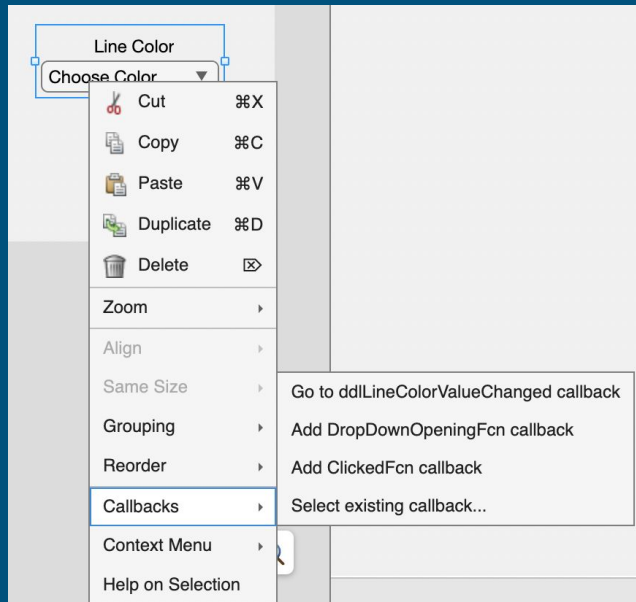 Line Color
Choose Color
Cut ⌘X
Copy ⌘C
Paste ⌘V
Duplicate ⌘D
Delete ⌦
Zoom
Align
Same Size
Grouping
Reorder
Callbacks
Context Menu
Help on Selection
Go to ddlLineColorValueChanged callback
Add DropDownOpeningFcn callback
Add ClickedFcn callback
Select existing callback...